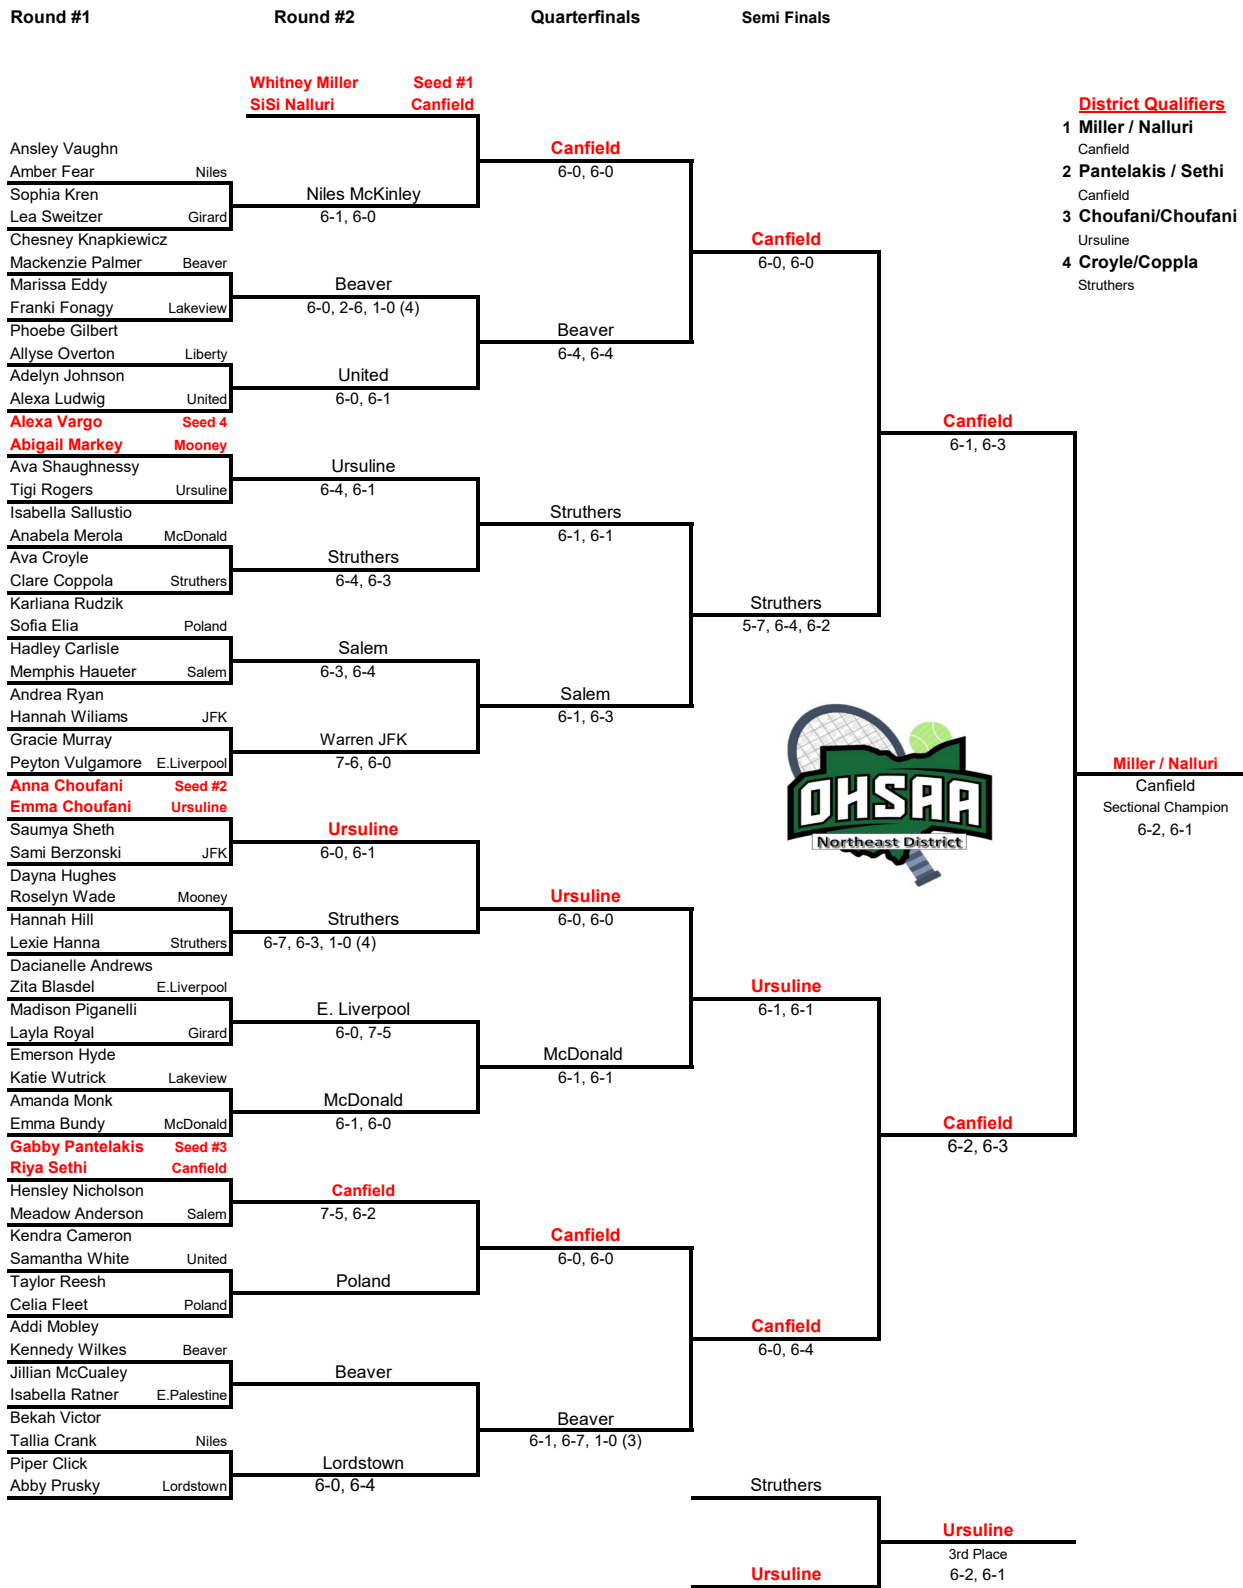 Round #1 Round #2 Quarterfinals Semi Finals
Whitney Miller Seed #1
SiSi Nalluri Canfield
District Qualifiers
1 Miller / Nalluri
Canfield
2 Pantelakis / Sethi
Canfield
3 Choufani/Choufani
Ursuline
4 Croyle/Coppla
Struthers
Ansley Vaughn
Amber Fear Niles
Sophia Kren
Lea Sweitzer Girard
Chesney Knapkiewicz
Mackenzie Palmer Beaver
Marissa Eddy
Franki Fonagy Lakeview
Phoebe Gilbert
Allyse Overton Liberty
Adelyn Johnson
Alexa Ludwig United
Alexa Vargo Seed 4
Abigail Markey Mooney
Ava Shaughnessy
Tigi Rogers Ursuline
Isabella Sallustio
Anabela Merola McDonald
Ava Croyle
Clare Coppola Struthers
Karliana Rudzik
Sofia Elia Poland
Hadley Carlisle
Memphis Haueter Salem
Andrea Ryan
Hannah Wiliams JFK
Gracie Murray
Peyton Vulgamore E.Liverpool
Anna Choufani Seed #2
Emma Choufani Ursuline
Saumya Sheth
Sami Berzonski JFK
Dayna Hughes
Roselyn Wade Mooney
Hannah Hill
Lexie Hanna Struthers
Dacianelle Andrews
Zita Blasdel E.Liverpool
Madison Piganelli
Layla Royal Girard
Emerson Hyde
Katie Wutrick Lakeview
Amanda Monk
Emma Bundy McDonald
Gabby Pantelakis Seed #3
Riya Sethi Canfield
Hensley Nicholson
Meadow Anderson Salem
Kendra Cameron
Samantha White United
Taylor Reesh
Celia Fleet Poland
Addi Mobley
Kennedy Wilkes Beaver
Jillian McCualey
Isabella Ratner E.Palestine
Bekah Victor
Tallia Crank Niles
Piper Click
Abby Prusky Lordstown
Niles McKinley
6-1, 6-0
Beaver
6-0, 2-6, 1-0 (4)
United
6-0, 6-1
Ursuline
6-4, 6-1
Struthers
6-4, 6-3
Salem
6-3, 6-4
Warren JFK
7-6, 6-0
Ursuline
6-0, 6-1
Struthers
6-7, 6-3, 1-0 (4)
E. Liverpool
6-0, 7-5
McDonald
6-1, 6-0
Canfield
7-5, 6-2
Poland
Beaver
Lordstown
6-0, 6-4
Canfield
6-0, 6-0
Beaver
6-4, 6-4
Struthers
6-1, 6-1
Salem
6-1, 6-3
Ursuline
6-0, 6-0
McDonald
6-1, 6-1
Canfield
6-0, 6-0
Beaver
6-1, 6-7, 1-0 (3)
Canfield
6-0, 6-0
Struthers
5-7, 6-4, 6-2
Ursuline
6-1, 6-1
Canfield
6-0, 6-4
Canfield
6-1, 6-3
Canfield
6-2, 6-3
OHSAA
Northeast District
Miller / Nalluri
Canfield
Sectional Champion
6-2, 6-1
Struthers
Ursuline
Ursuline
3rd Place
6-2, 6-1